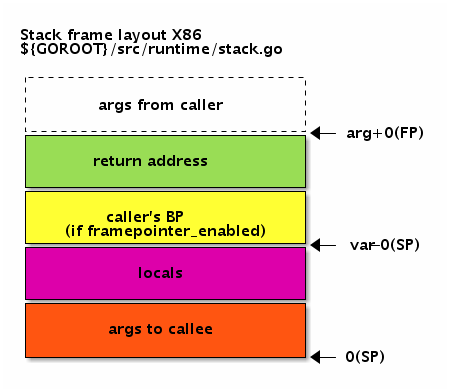 Stack frame layout X86
${GOROOT}/src/runtime/stack.go
args from caller
arg+0(FP)
return address
caller's BP
(if framepointer_enabled)
var-0(SP)
locals
args to callee
0(SP)